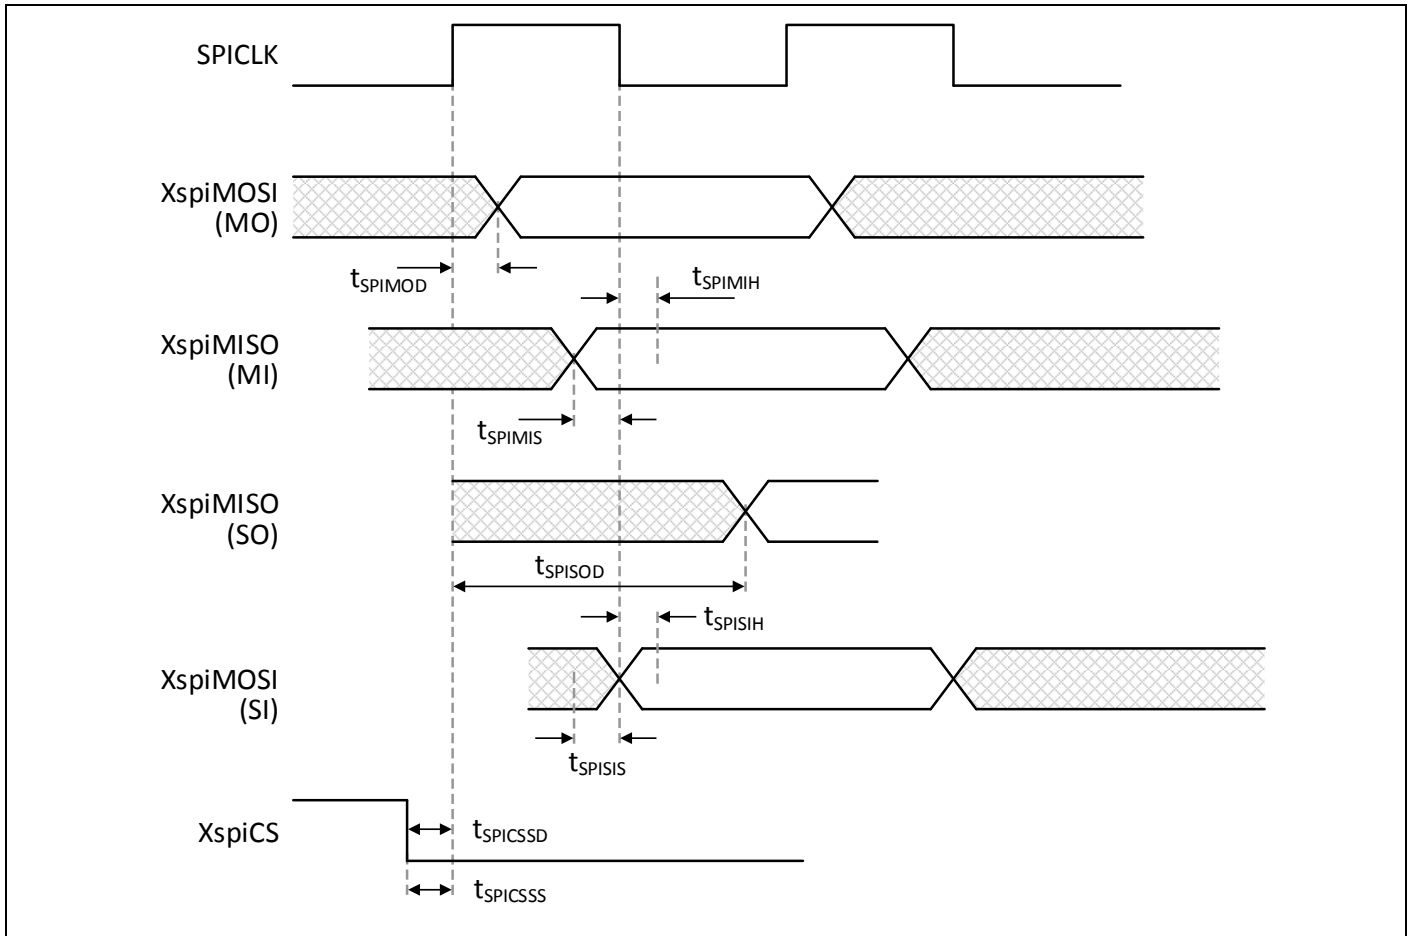 SPICLK
XspiMOSI
(MO)
tSPIMOD
tSPIMIH
XspiMISO
(MI)
tSPIMIS
XspiMISO
(SO)
tSPISOD
tSPISIH
XspiMOSI
(SI)
tSPISIS
XspiCS
tSPICSSD
tSPICSSS